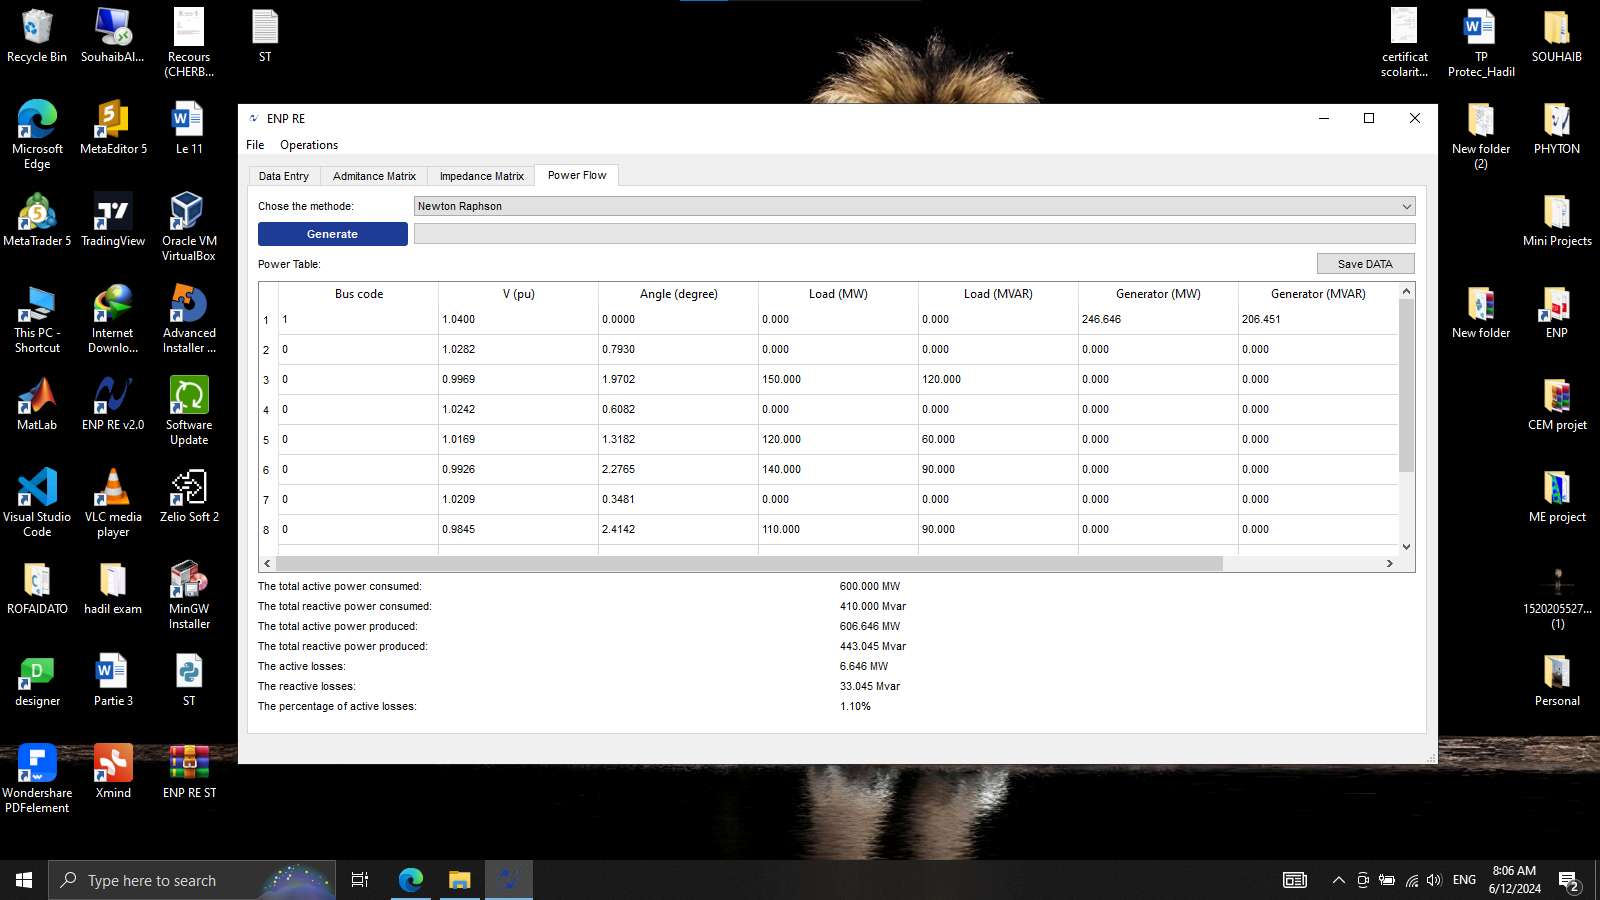 Recycle Bin
SouhaibAl...
Recours
(CHERB...
ST
certificat
scolarit...
TP
Protec_Hadil
SOUHAIB
Microsoft
Edge
MetaEditor 5
Le 11
New folder
(2)
PHYTON
MetaTrader 5
TradingView
Oracle VM
VirtualBox
Mini Projects
This PC -
Shortcut
Internet
Downlo...
Advanced
Installer ...
New folder
ENP
MatLab
ENP RE v2.0
Software
Update
CEM projet
Visual Studio
Code
VLC media
player
Zelio Soft 2
ME project
ROFAIDATO
hadil exam
MinGW
Installer
1520205527...
(1)
designer
Partie 3
ST
Personal
Wondershare
PDFelement
Xmind
ENP RE ST
ENP RE
File Operations
Data Entry Admitance Matrix Impedance Matrix Power Flow
Chose the methode: Newton Raphson
Generate
Power Table: Save DATA
Bus code V (pu) Angle (degree) Load (MW) Load (MVAR) Generator (MW) Generator (MVAR)
1 1 1.0400 0.0000 0.000 0.000 246.646 206.451
2 0 1.0282 0.7930 0.000 0.000 0.000 0.000
3 0 0.9969 1.9702 150.000 120.000 0.000 0.000
4 0 1.0242 0.6082 0.000 0.000 0.000 0.000
5 0 1.0169 1.3182 120.000 60.000 0.000 0.000
6 0 0.9926 2.2765 140.000 90.000 0.000 0.000
7 0 1.0209 0.3481 0.000 0.000 0.000 0.000
8 0 0.9845 2.4142 110.000 90.000 0.000 0.000
The total active power consumed: 600.000 MW
The total reactive power consumed: 410.000 Mvar
The total active power produced: 606.646 MW
The total reactive power produced: 443.045 Mvar
The active losses: 6.646 MW
The reactive losses: 33.045 Mvar
The percentage of active losses: 1.10%
Type here to search
ENG
8:06 AM
6/12/2024
2